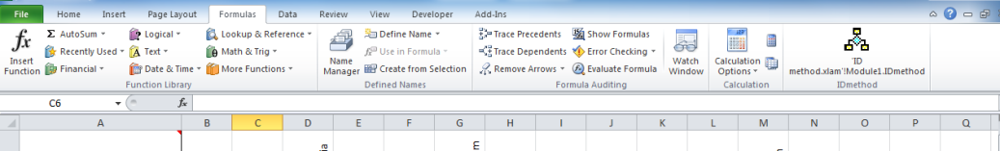 File Home Insert Page Layout Formulas Data Review View Developer Add-Ins
Σ AutoSum Logical Lookup & Reference Define Name Trace Precedents Show Formulas
Recently Used Text Math & Trig Use in Formula Trace Dependents Error Checking
Financial Date & Time More Functions Create from Selection Remove Arrows Evaluate Formula
fx Insert Function
Name Manager
Watch Window
Calculation Options
'ID method.xlam'!Module1.IDmethod
Function Library Defined Names Formula Auditing Calculation IDmethod
C6 fx
A B C D E F G H I J K L M N O P Q